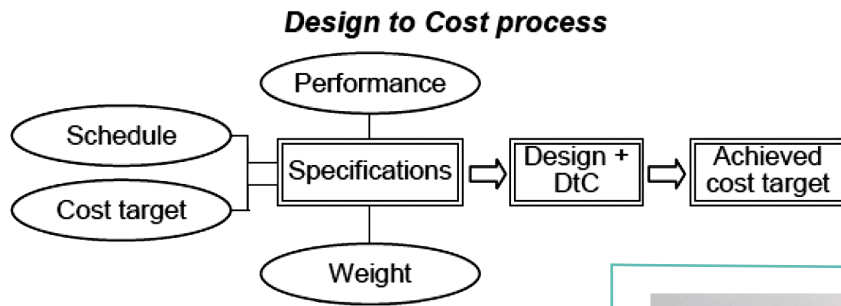 Design to Cost process
Performance
Schedule
Specifications
Design +
DtC
Achieved
cost target
Cost target
Weight